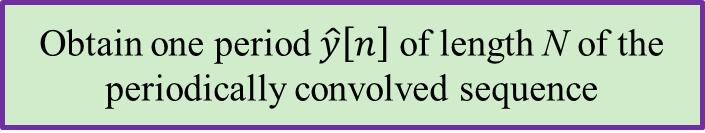 Obtain one period ŷ[n] of length N of the
periodically convolved sequence